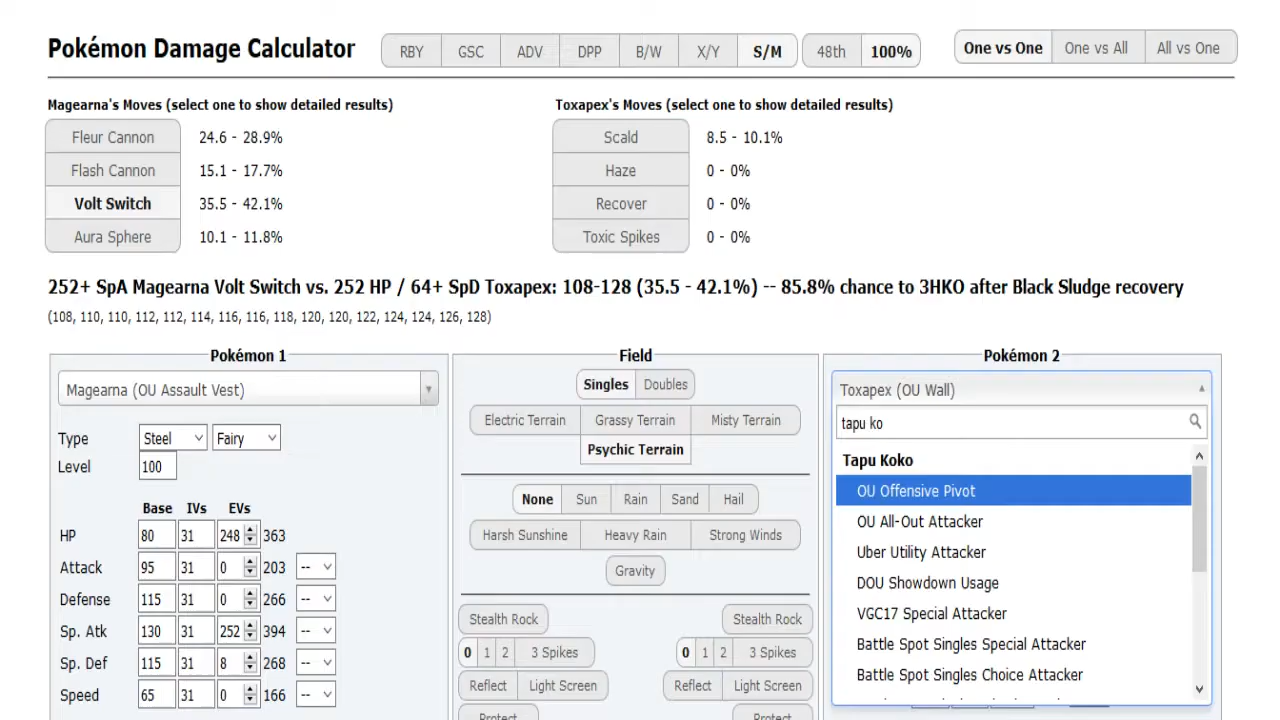 Pokémon Damage Calculator
RBY GSC ADV DPP B/W X/Y S/M 48th 100% One vs One One vs All All vs One
Magearna's Moves (select one to show detailed results)
Fleur Cannon 24.6 - 28.9%
Flash Cannon 15.1 - 17.7%
Volt Switch 35.5 - 42.1%
Aura Sphere 10.1 - 11.8%
Toxapex's Moves (select one to show detailed results)
Scald 8.5 - 10.1%
Haze 0 - 0%
Recover 0 - 0%
Toxic Spikes 0 - 0%
252+ SpA Magearna Volt Switch vs. 252 HP / 64+ SpD Toxapex: 108-128 (35.5 - 42.1%) -- 85.8% chance to 3HKO after Black Sludge recovery
(108, 110, 110, 112, 112, 114, 116, 116, 118, 120, 120, 122, 124, 124, 126, 128)
Pokémon 1
Magearna (OU Assault Vest)
Type Steel Fairy
Level 100
Base IVs EVs
HP 80 31 248 363
Attack 95 31 0 203 --
Defense 115 31 0 266 --
Sp. Atk 130 31 252 394 --
Sp. Def 115 31 8 268 --
Speed 65 31 0 166 --
Field
Singles Doubles
Electric Terrain Grassy Terrain Misty Terrain
Psychic Terrain
None Sun Rain Sand Hail
Harsh Sunshine Heavy Rain Strong Winds
Gravity
Stealth Rock Stealth Rock
0 1 2 3 Spikes 0 1 2 3 Spikes
Reflect Light Screen Reflect Light Screen
Protect Protect
Pokémon 2
Toxapex (OU Wall)
tapu ko
Tapu Koko
OU Offensive Pivot
OU All-Out Attacker
Uber Utility Attacker
DOU Showdown Usage
VGC17 Special Attacker
Battle Spot Singles Special Attacker
Battle Spot Singles Choice Attacker